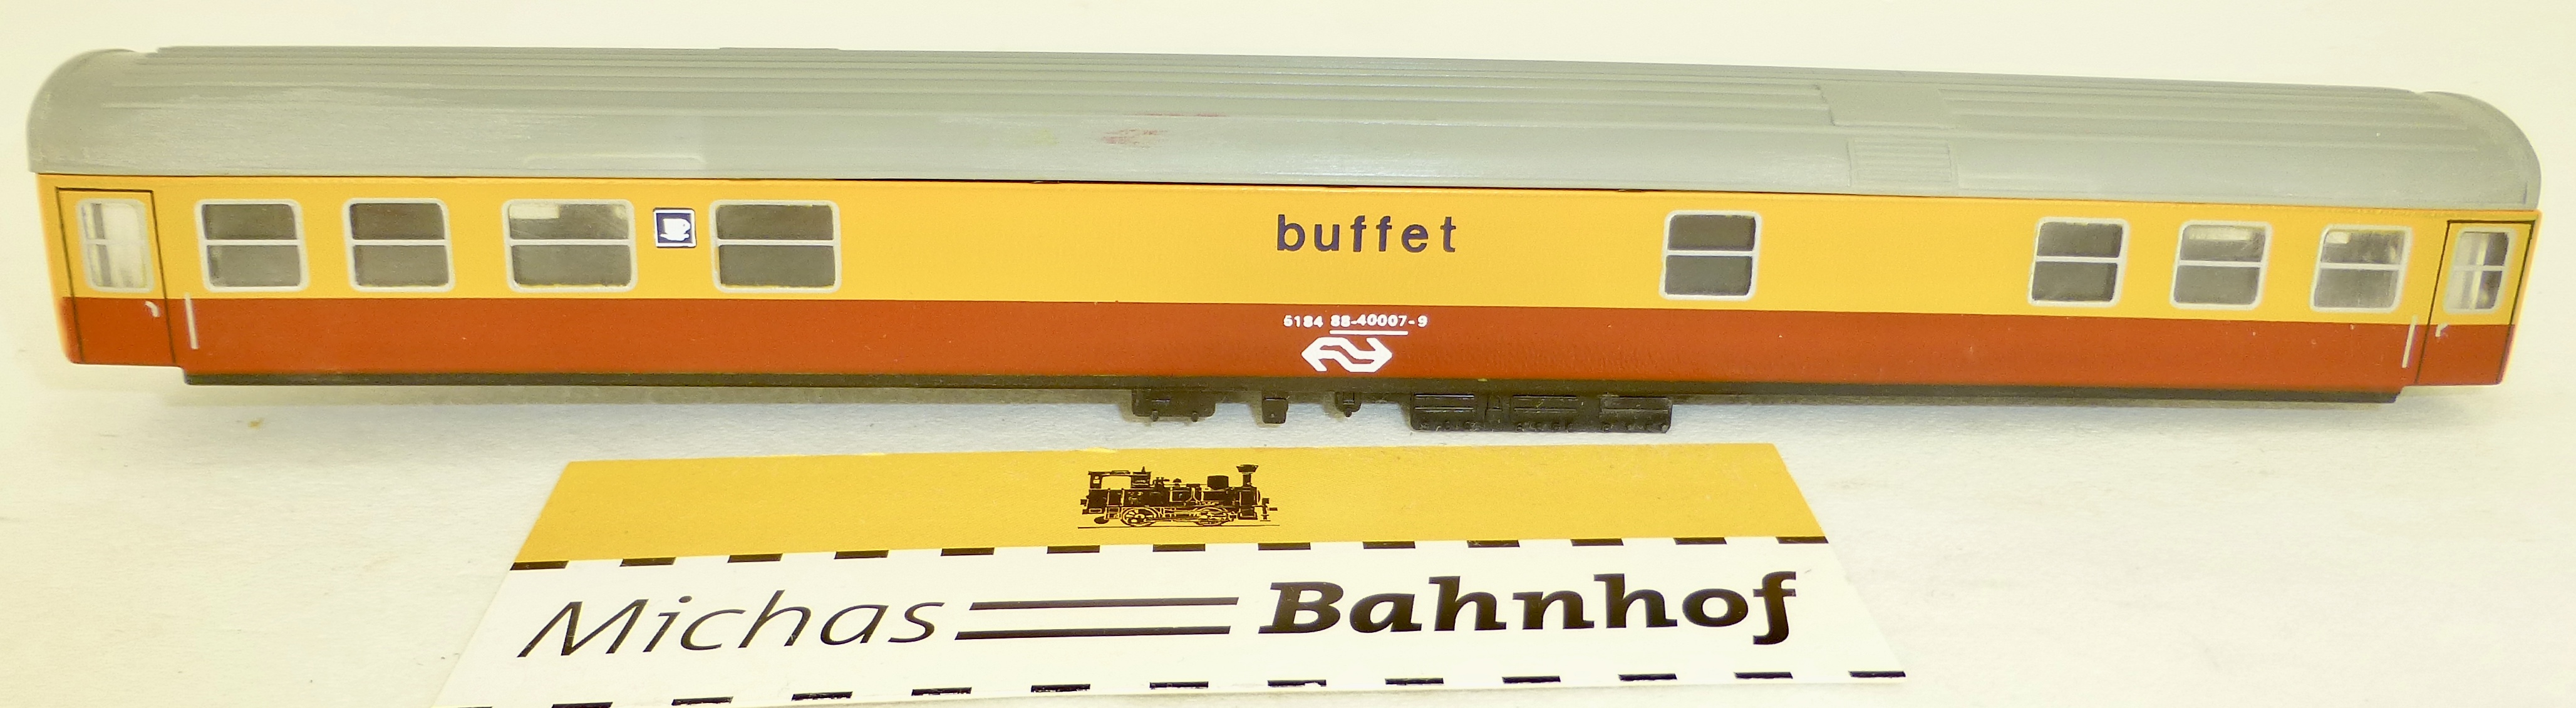 buffet
6184 88-40007-9
Michas Bahnhof